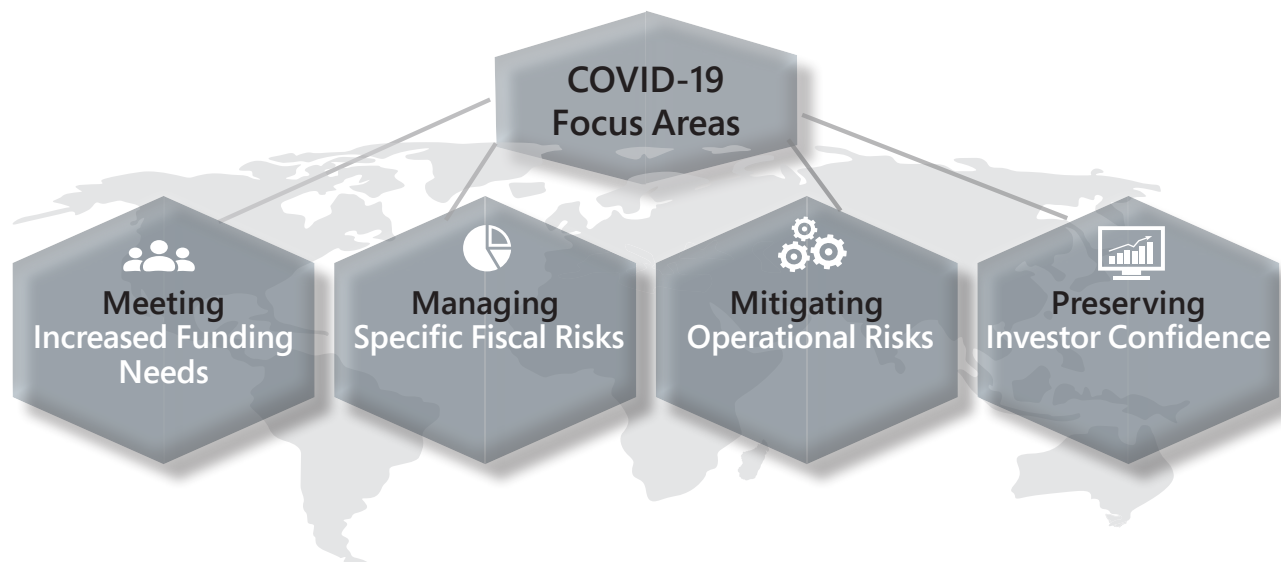 COVID-19
Focus Areas
Meeting
Increased Funding
Needs
Managing
Specific Fiscal Risks
Mitigating
Operational Risks
Preserving
Investor Confidence